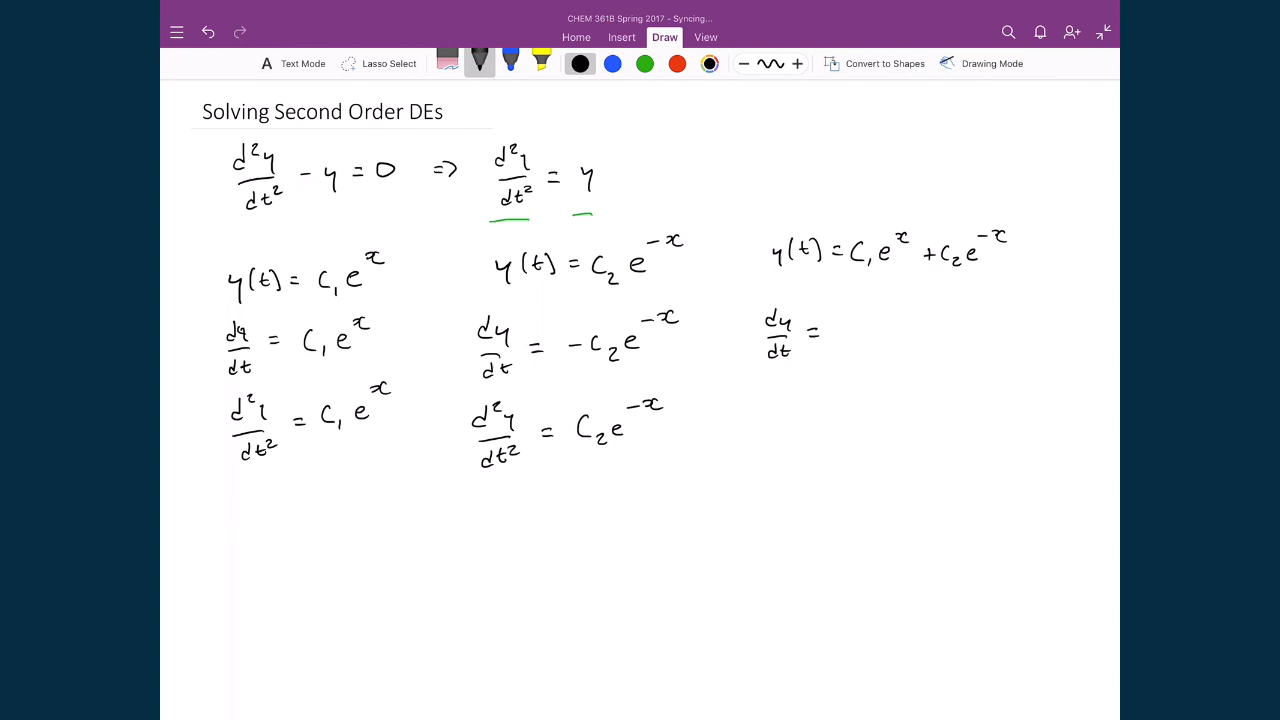 CHEM 361B Spring 2017 - Syncing...
Home Insert Draw View
Text Mode Lasso Select Convert to Shapes Drawing Mode
Solving Second Order DEs
d²y/dt² - y = 0 => d²y/dt² = y
y(t) = C₁e^x
dy/dt = C₁e^x
d²y/dt² = C₁e^x
y(t) = C₂e^-x
dy/dt = -C₂e^-x
d²y/dt² = C₂e^-x
y(t) = C₁e^x + C₂e^-x
dy/dt =